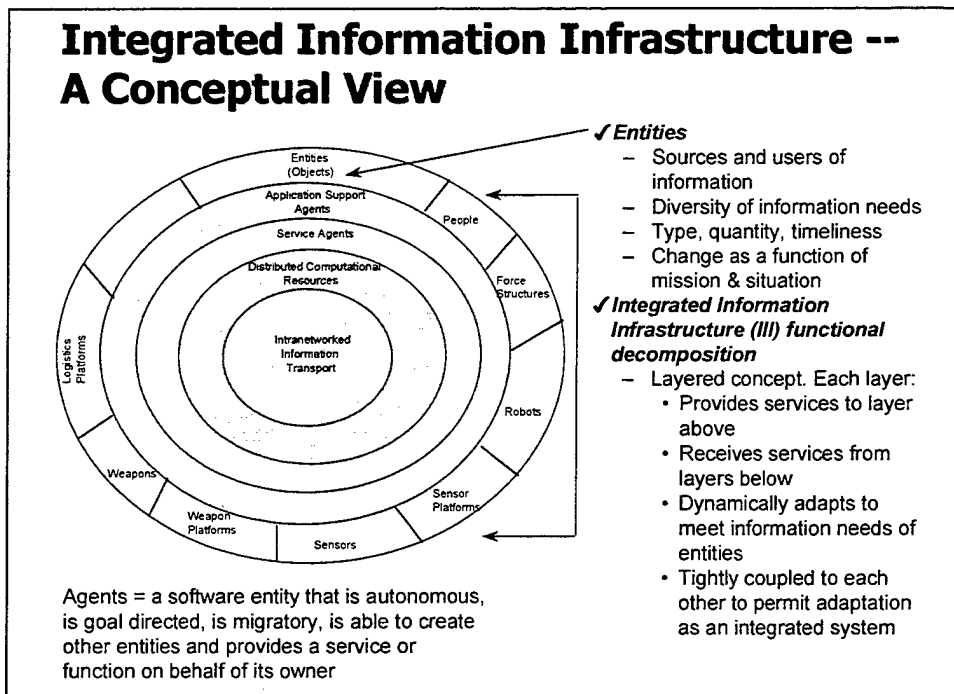 Integrated Information Infrastructure --
A Conceptual View
Entities
(Objects)
Application Support
Agents
Service Agents
Distributed Computational
Resources
Intranetworked
Information
Transport
People
Force
Structures
Robots
Sensor
Platforms
Sensors
Weapon
Platforms
Weapons
Logistics
Platforms
✓Entities
– Sources and users of
information
– Diversity of information needs
– Type, quantity, timeliness
– Change as a function of
mission & situation
✓Integrated Information
Infrastructure (III) functional
decomposition
– Layered concept. Each layer:
• Provides services to layer
above
• Receives services from
layers below
• Dynamically adapts to
meet information needs of
entities
• Tightly coupled to each
other to permit adaptation
as an integrated system
Agents = a software entity that is autonomous,
is goal directed, is migratory, is able to create
other entities and provides a service or
function on behalf of its owner